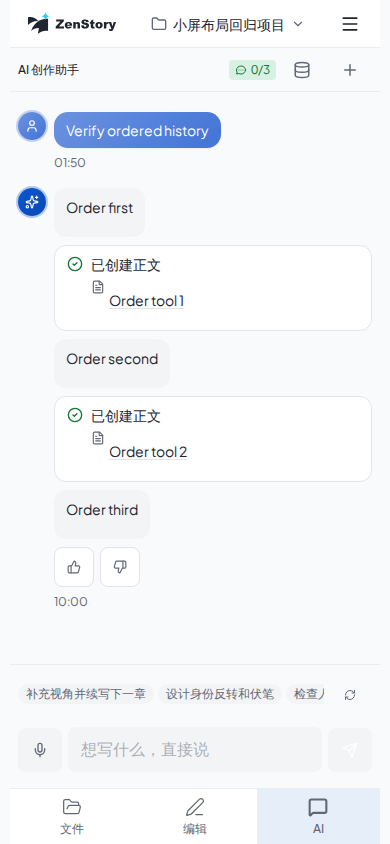 ZenStory
小屏布局回归项目
AI 创作助手
0/3
Verify ordered history
01:50
Order first
已创建正文
Order tool 1
Order second
已创建正文
Order tool 2
Order third
10:00
补充视角并续写下一章
设计身份反转和伏笔
检查
想写什么，直接说
文件
编辑
AI